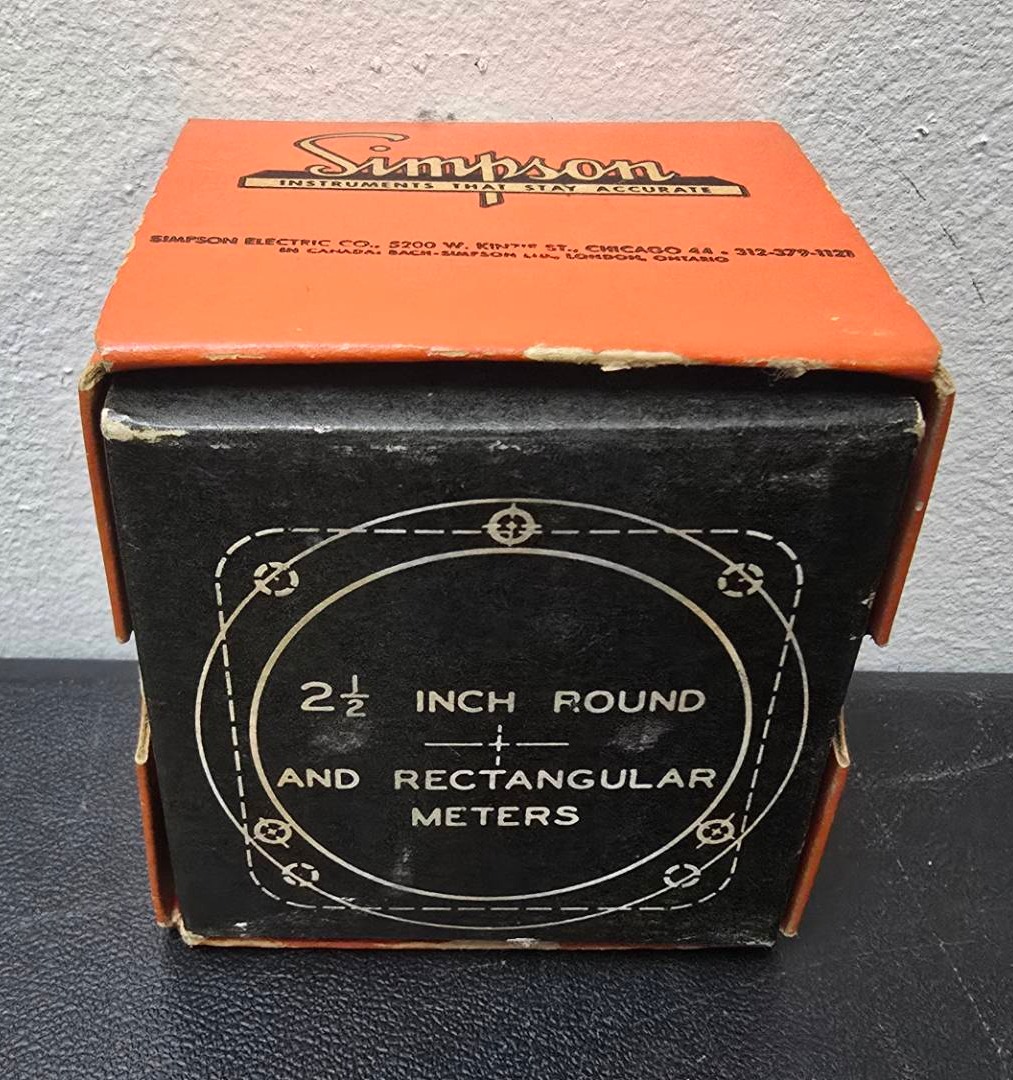 Simpson
INSTRUMENTS THAT STAY ACCURATE
SIMPSON ELECTRIC CO., 5200 W. KINZIE ST., CHICAGO 44 • 312-379-1121
IN CANADA: BACH-SIMPSON LTD., LONDON, ONTARIO
2½ INCH ROUND
AND RECTANGULAR
METERS